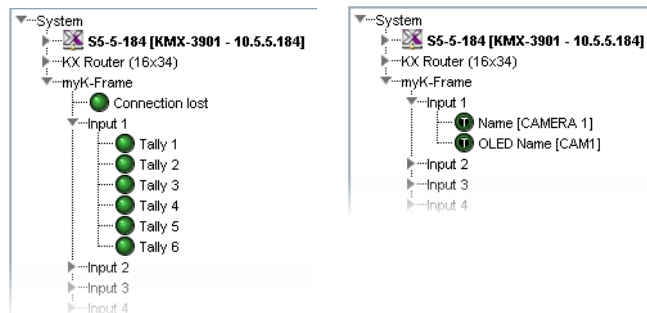 System
S5-5-184 [KMX-3901 - 10.5.5.184]
KX Router (16x34)
myK-Frame
Connection lost
Input 1
Tally 1
Tally 2
Tally 3
Tally 4
Tally 5
Tally 6
Input 2
Input 3
Input 4
System
S5-5-184 [KMX-3901 - 10.5.5.184]
KX Router (16x34)
myK-Frame
Input 1
T Name [CAMERA 1]
T OLED Name [CAM1]
Input 2
Input 3
Input 4